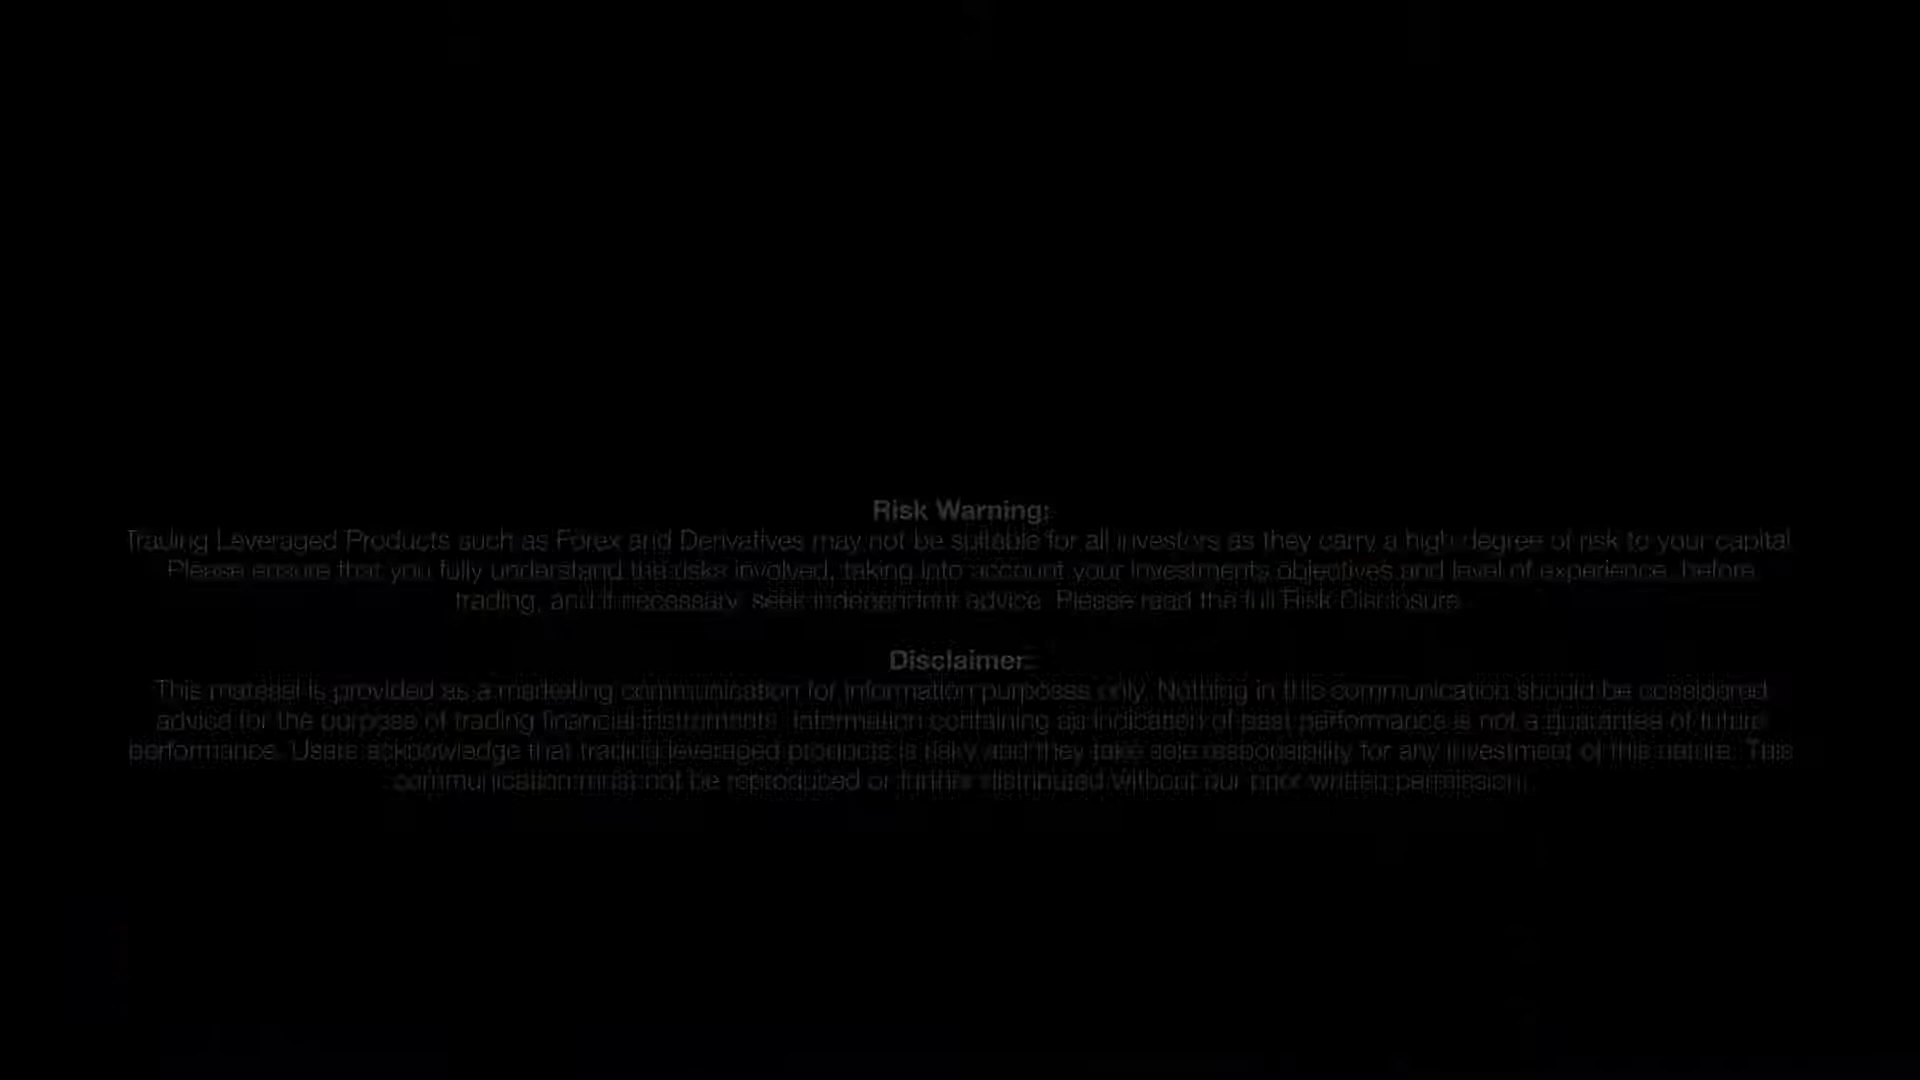 Risk Warning:
Trading Leveraged Products such as Forex and Derivatives may not be suitable for all investors as they carry a high degree of risk to your capital.
Please ensure that you fully understand the risks involved, taking into account your investments objectives and level of experience, before
trading, and if necessary, seek independent advice. Please read the full Risk Disclosure.
Disclaimer:
This material is provided as a marketing communication for information purposes only. Nothing in this communication should be considered
advice for the purpose of trading financial instruments. Information containing an indication of past performance is not a guarantee of future
performance. Users acknowledge that trading leveraged products is risky and they take sole responsibility for any investment of this nature. This
communication must not be reproduced or further distributed without our prior written permission.